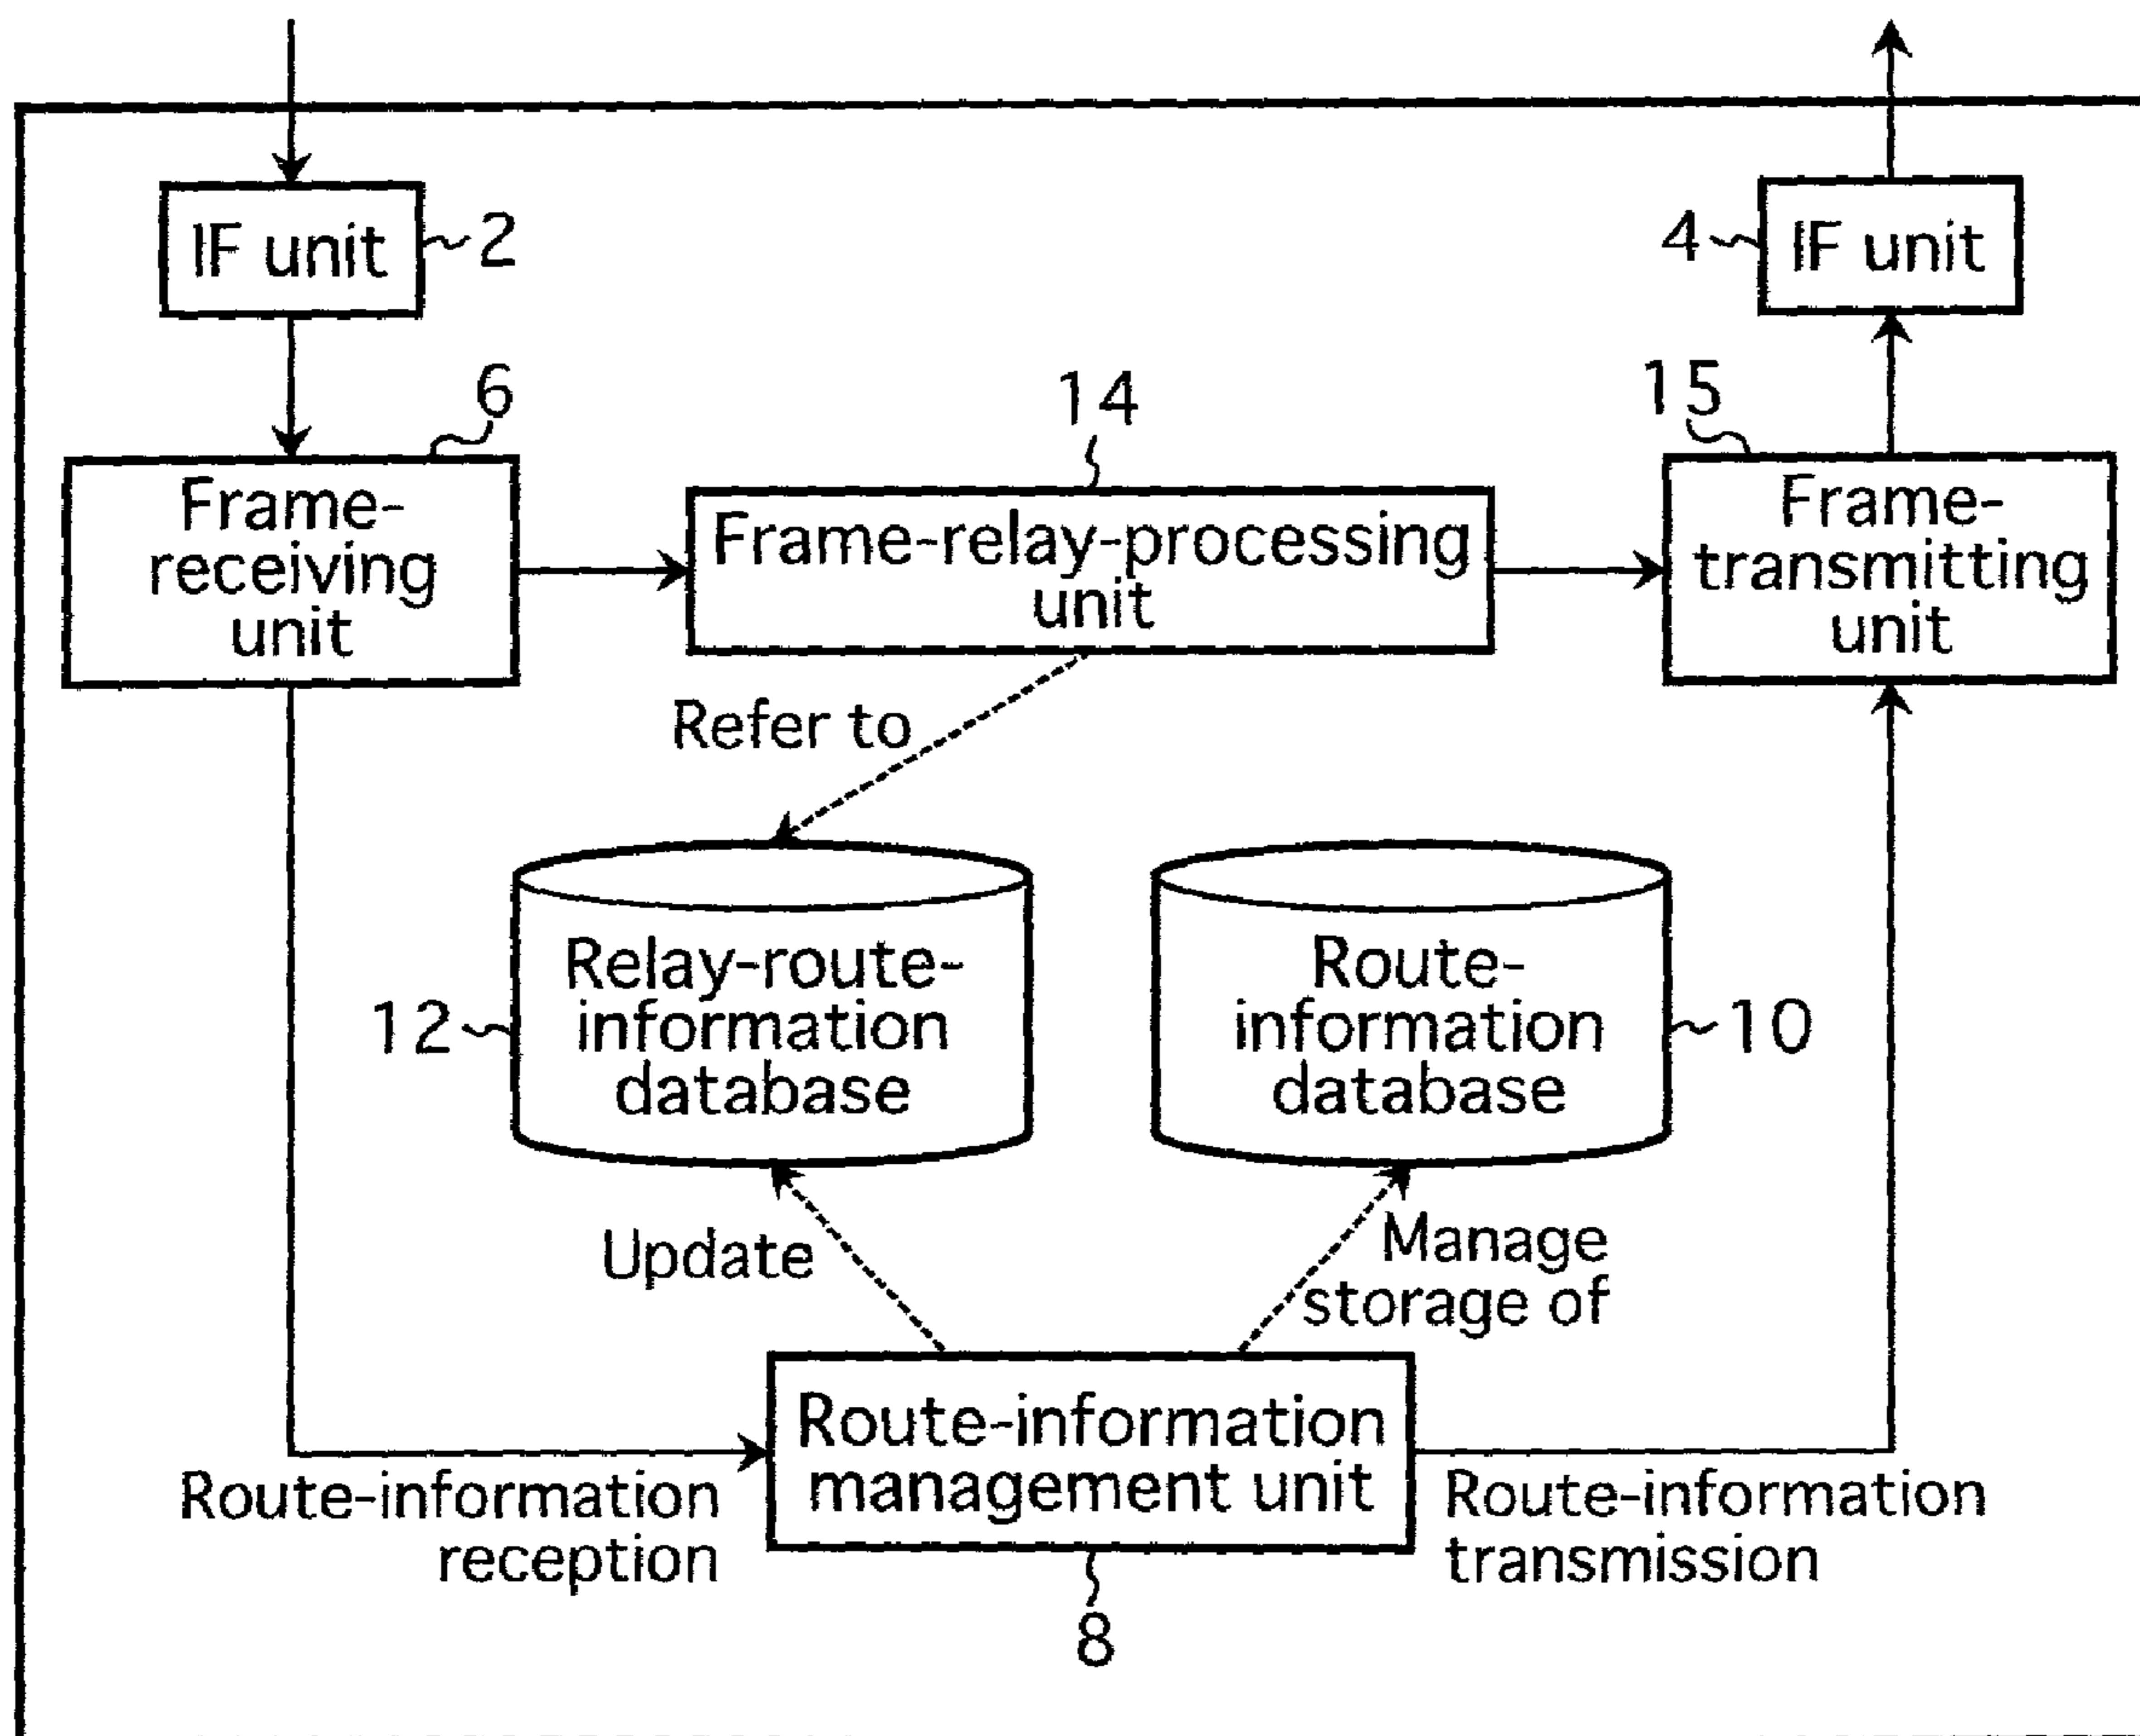 IF unit
2
4
IF unit
6
14
15
Frame-
receiving
unit
Frame-relay-processing
unit
Frame-
transmitting
unit
Refer to
12
Relay-route-
information
database
Route-
information
database
10
Update
Manage
storage of
Route-information
management unit
Route-information
reception
Route-information
transmission
8